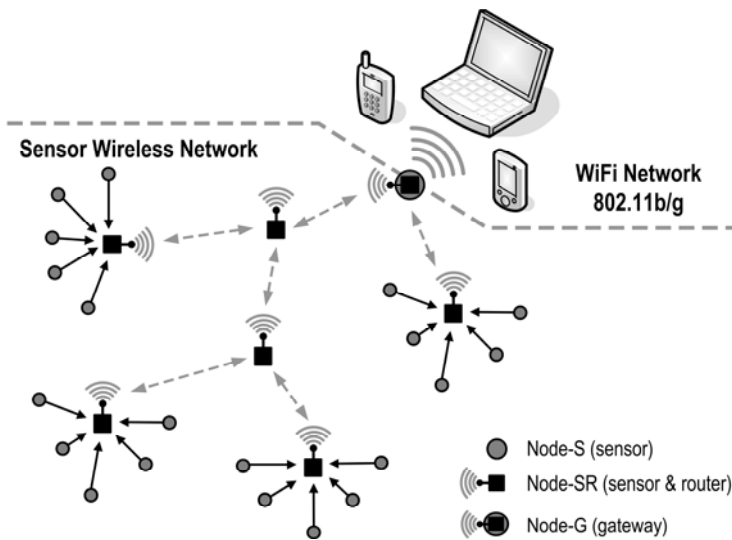 Sensor Wireless Network
WiFi Network
802.11b/g
Node-S (sensor)
Node-SR (sensor & router)
Node-G (gateway)